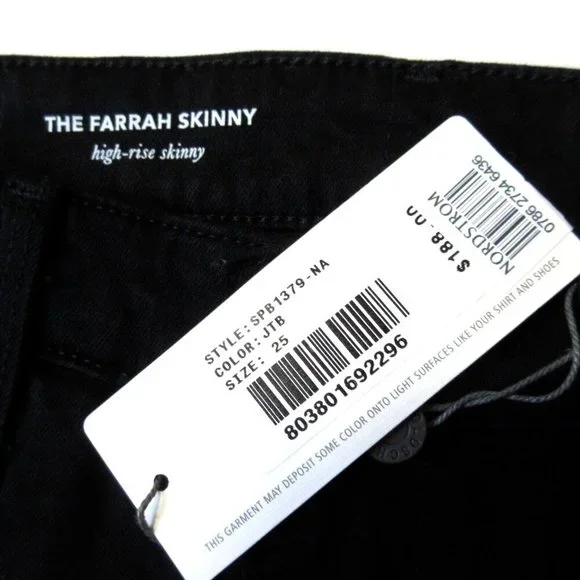 THE FARRAH SKINNY
high-rise skinny
0786 2734 6436
NORDSTROM
$188.00
STYLE: SPB1379-NA
COLOR: JTB
SIZE: 25
803801692296
THIS GARMENT MAY DEPOSIT SOME COLOR ONTO LIGHT SURFACES LIKE YOUR SHIRT AND SHOES